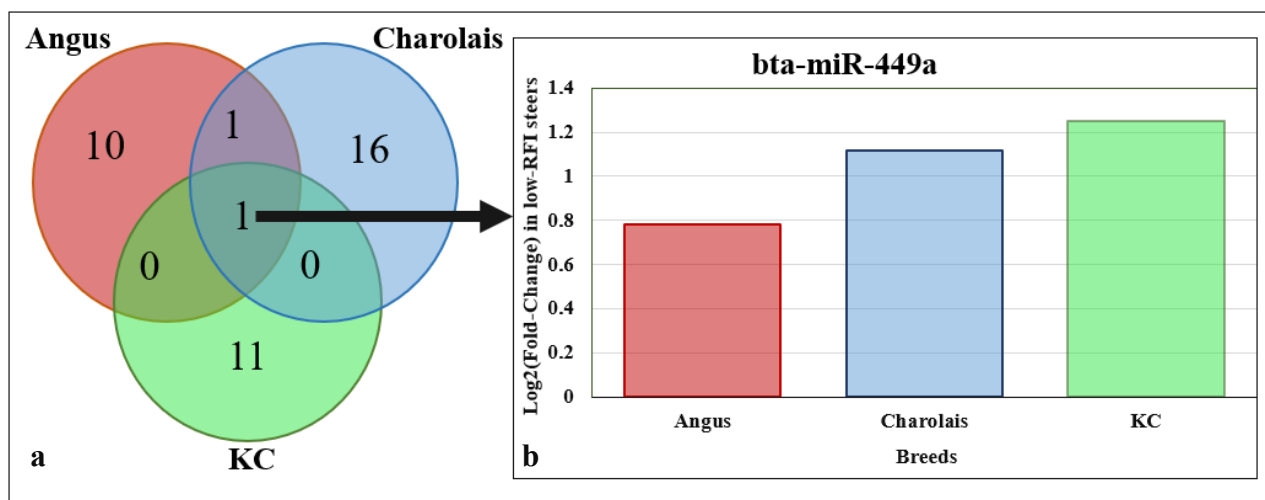 Angus
Charolais
10
1
16
1
0
0
11
KC
a
bta-miR-449a
Log2(Fold-Change) in low-RFI steers
1.4
1.2
1
0.8
0.6
0.4
0.2
0
Angus Charolais KC
Breeds
b